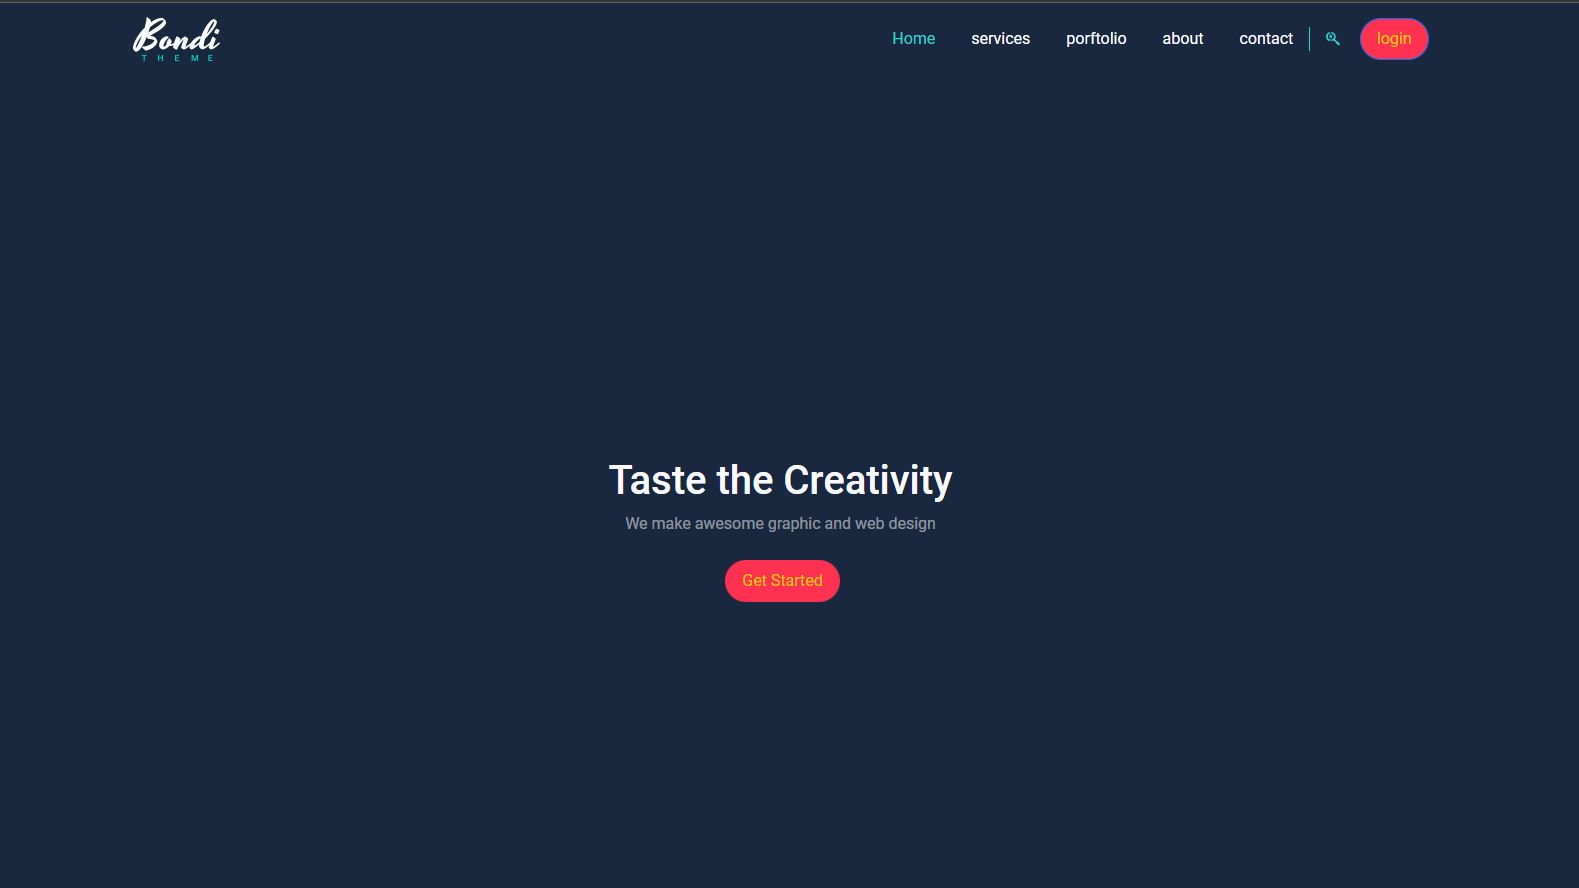 Bondi
THEME
Home services porftolio about contact login
Taste the Creativity
We make awesome graphic and web design
Get Started